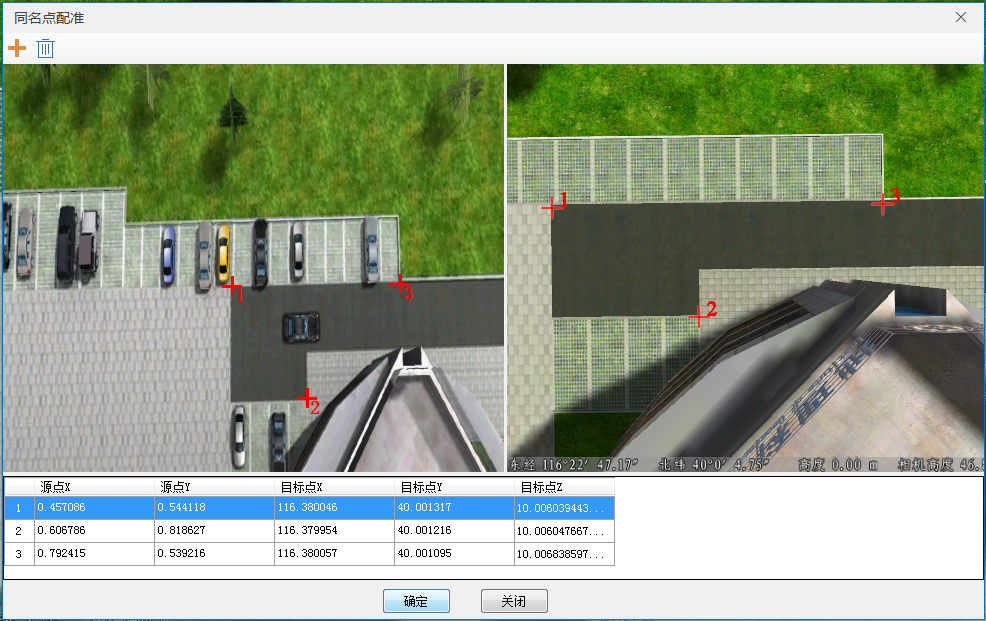 同名点配准
1
2
3
1
2
3
东经 116°22′ 47.17″ 北纬 40°0′ 4.75″ 高度 0.00 m 相机高度 46.
源点X 源点Y 目标点X 目标点Y 目标点Z
1 0.457086 0.544118 116.380046 40.001317 10.006039443...
2 0.606786 0.818627 116.379954 40.001216 10.006047667...
3 0.792415 0.539216 116.380057 40.001095 10.006838597...
确定 关闭